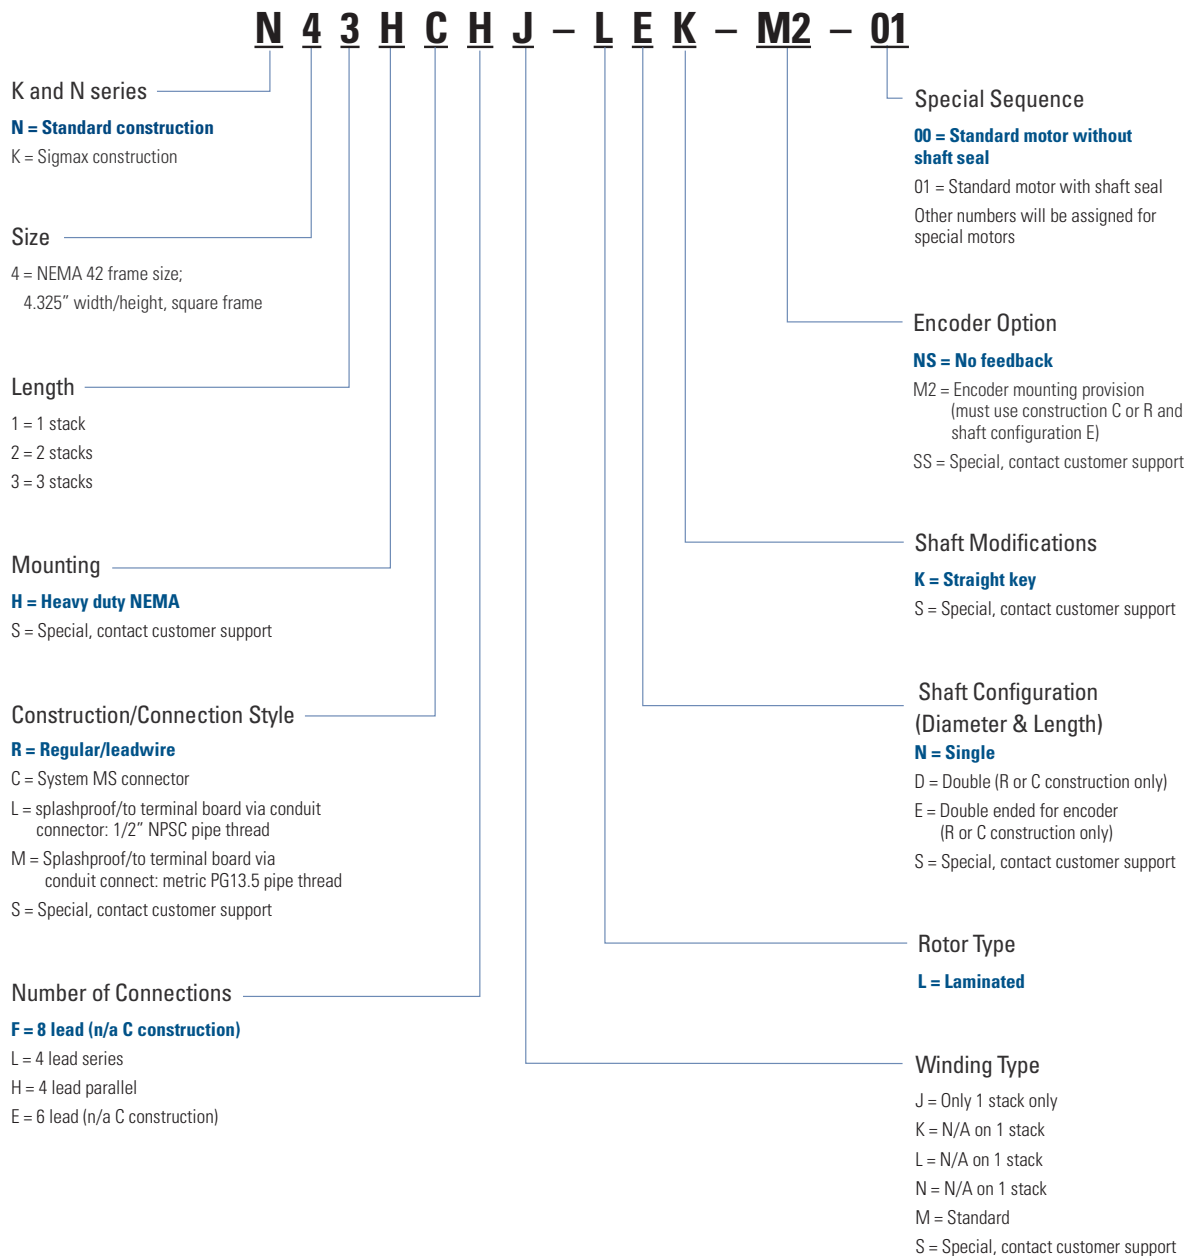 N 4 3 H C H J – L E K – M2 – 01
K and N series
N = Standard construction
K = Sigmax construction
Size
4 = NEMA 42 frame size;
4.325" width/height, square frame
Length
1 = 1 stack
2 = 2 stacks
3 = 3 stacks
Mounting
H = Heavy duty NEMA
S = Special, contact customer support
Construction/Connection Style
R = Regular/leadwire
C = System MS connector
L = splashproof/to terminal board via conduit
connector: 1/2" NPSC pipe thread
M = Splashproof/to terminal board via
conduit connect: metric PG13.5 pipe thread
S = Special, contact customer support
Number of Connections
F = 8 lead (n/a C construction)
L = 4 lead series
H = 4 lead parallel
E = 6 lead (n/a C construction)
Special Sequence
00 = Standard motor without
shaft seal
01 = Standard motor with shaft seal
Other numbers will be assigned for
special motors
Encoder Option
NS = No feedback
M2 = Encoder mounting provision
(must use construction C or R and
shaft configuration E)
SS = Special, contact customer support
Shaft Modifications
K = Straight key
S = Special, contact customer support
Shaft Configuration
(Diameter & Length)
N = Single
D = Double (R or C construction only)
E = Double ended for encoder
(R or C construction only)
S = Special, contact customer support
Rotor Type
L = Laminated
Winding Type
J = Only 1 stack only
K = N/A on 1 stack
L = N/A on 1 stack
N = N/A on 1 stack
M = Standard
S = Special, contact customer support